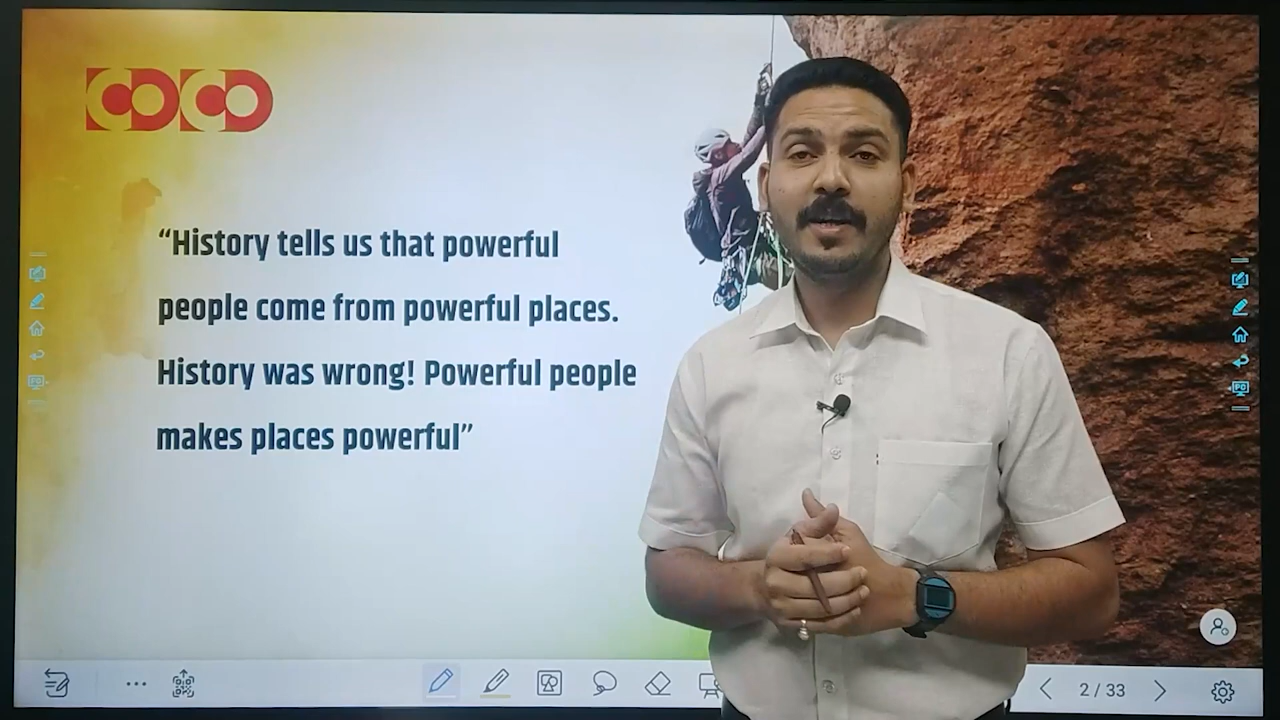 COCO
“History tells us that powerful
people come from powerful places.
History was wrong! Powerful people
makes places powerful”
2 / 33